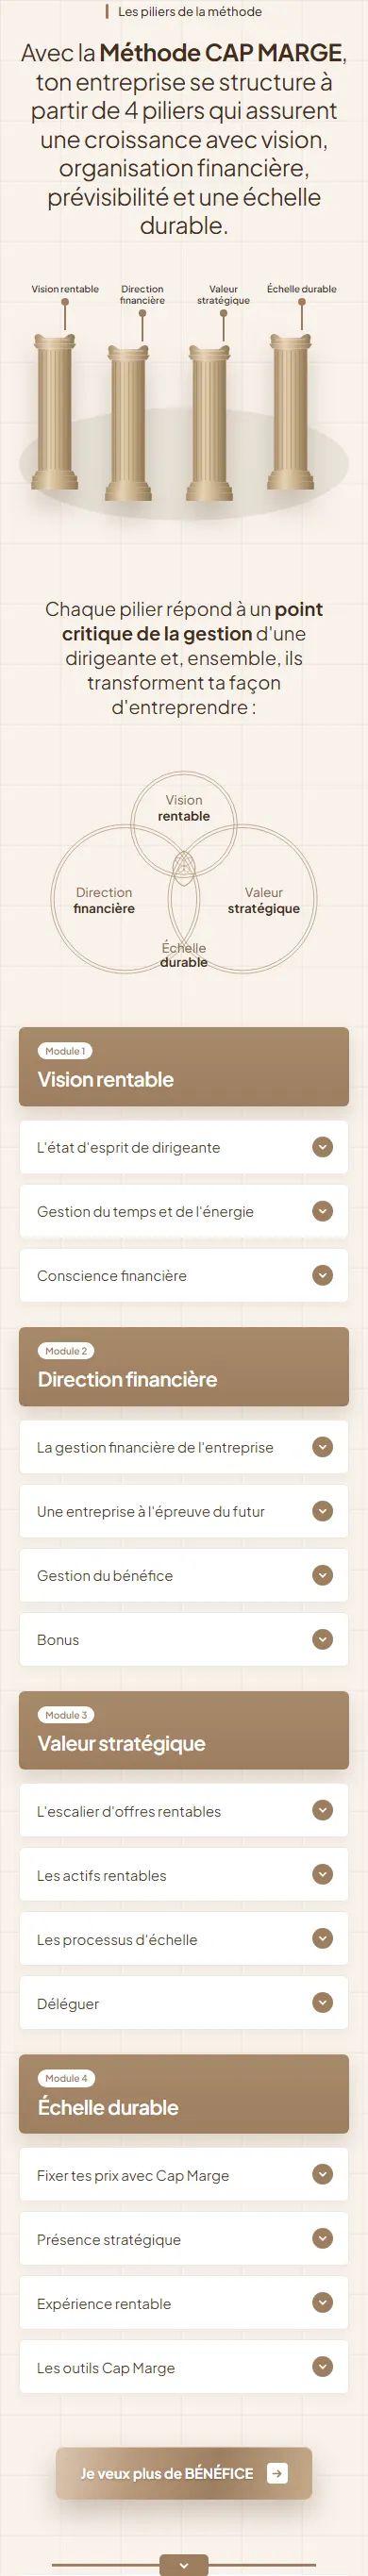 Les piliers de la méthode
Avec la Méthode CAP MARGE,
ton entreprise se structure à
partir de 4 piliers qui assurent
une croissance avec vision,
organisation financière,
prévisibilité et une échelle
durable.
Vision rentable
Direction
financière
Valeur
stratégique
Échelle durable
Chaque pilier répond à un point
critique de la gestion d'une
dirigeante et, ensemble, ils
transforment ta façon
d'entreprendre :
Vision
rentable
Direction
financière
Valeur
stratégique
Échelle
durable
Module 1
Vision rentable
L'état d'esprit de dirigeante
Gestion du temps et de l'énergie
Conscience financière
Module 2
Direction financière
La gestion financière de l'entreprise
Une entreprise à l'épreuve du futur
Gestion du bénéfice
Bonus
Module 3
Valeur stratégique
L'escalier d'offres rentables
Les actifs rentables
Les processus d'échelle
Déléguer
Module 4
Échelle durable
Fixer tes prix avec Cap Marge
Présence stratégique
Expérience rentable
Les outils Cap Marge
Je veux plus de BÉNÉFICE